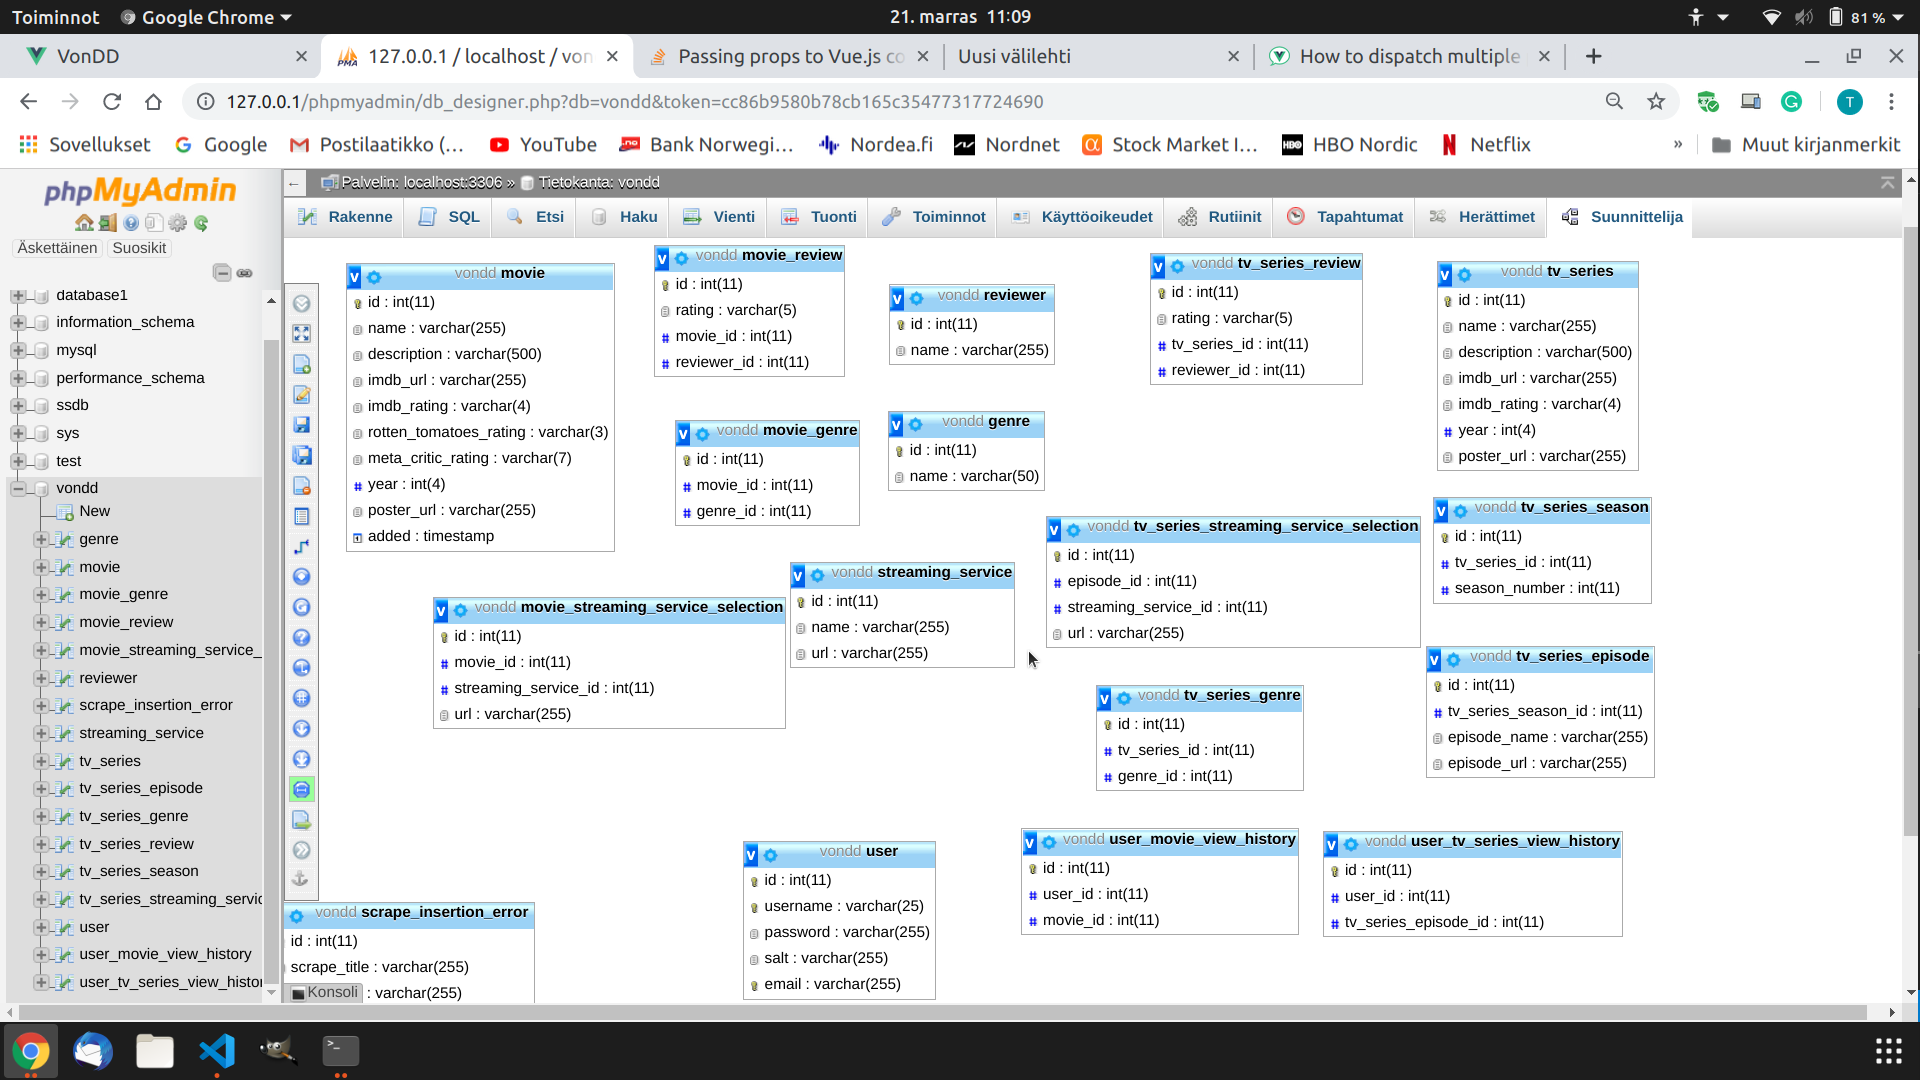 Toiminnot Google Chrome 21. marras 11:09 81 %
VonDD 127.0.0.1 / localhost / von Passing props to Vue.js co Uusi välilehti How to dispatch multiple
127.0.0.1/phpmyadmin/db_designer.php?db=vondd&token=cc86b9580b78cb165c35477317724690 T
Sovellukset Google Postilaatikko (... YouTube Bank Norwegi... Nordea.fi Nordnet Stock Market I... HBO Nordic Netflix » Muut kirjanmerkit
phpMyAdmin
Äskettäinen Suosikit
database1
information_schema
mysql
performance_schema
ssdb
sys
test
vondd
New
genre
movie
movie_genre
movie_review
movie_streaming_service_
reviewer
scrape_insertion_error
streaming_service
tv_series
tv_series_episode
tv_series_genre
tv_series_review
tv_series_season
tv_series_streaming_servic
user
user_movie_view_history
user_tv_series_view_histor
Palvelin: localhost:3306 » Tietokanta: vondd
Rakenne SQL Etsi Haku Vienti Tuonti Toiminnot Käyttöoikeudet Rutiinit Tapahtumat Herättimet Suunnittelija
vondd movie
id : int(11)
name : varchar(255)
description : varchar(500)
imdb_url : varchar(255)
imdb_rating : varchar(4)
rotten_tomatoes_rating : varchar(3)
meta_critic_rating : varchar(7)
year : int(4)
poster_url : varchar(255)
added : timestamp
vondd movie_review
id : int(11)
rating : varchar(5)
movie_id : int(11)
reviewer_id : int(11)
vondd reviewer
id : int(11)
name : varchar(255)
vondd tv_series_review
id : int(11)
rating : varchar(5)
tv_series_id : int(11)
reviewer_id : int(11)
vondd tv_series
id : int(11)
name : varchar(255)
description : varchar(500)
imdb_url : varchar(255)
imdb_rating : varchar(4)
year : int(4)
poster_url : varchar(255)
vondd movie_genre
id : int(11)
movie_id : int(11)
genre_id : int(11)
vondd genre
id : int(11)
name : varchar(50)
vondd tv_series_streaming_service_selection
id : int(11)
episode_id : int(11)
streaming_service_id : int(11)
url : varchar(255)
vondd tv_series_season
id : int(11)
tv_series_id : int(11)
season_number : int(11)
vondd streaming_service
id : int(11)
name : varchar(255)
url : varchar(255)
vondd movie_streaming_service_selection
id : int(11)
movie_id : int(11)
streaming_service_id : int(11)
url : varchar(255)
vondd tv_series_episode
id : int(11)
tv_series_season_id : int(11)
episode_name : varchar(255)
episode_url : varchar(255)
vondd tv_series_genre
id : int(11)
tv_series_id : int(11)
genre_id : int(11)
vondd user
id : int(11)
username : varchar(25)
password : varchar(255)
salt : varchar(255)
email : varchar(255)
vondd user_movie_view_history
id : int(11)
user_id : int(11)
movie_id : int(11)
vondd user_tv_series_view_history
id : int(11)
user_id : int(11)
tv_series_episode_id : int(11)
vondd scrape_insertion_error
id : int(11)
scrape_title : varchar(255)
Konsoli : varchar(255)